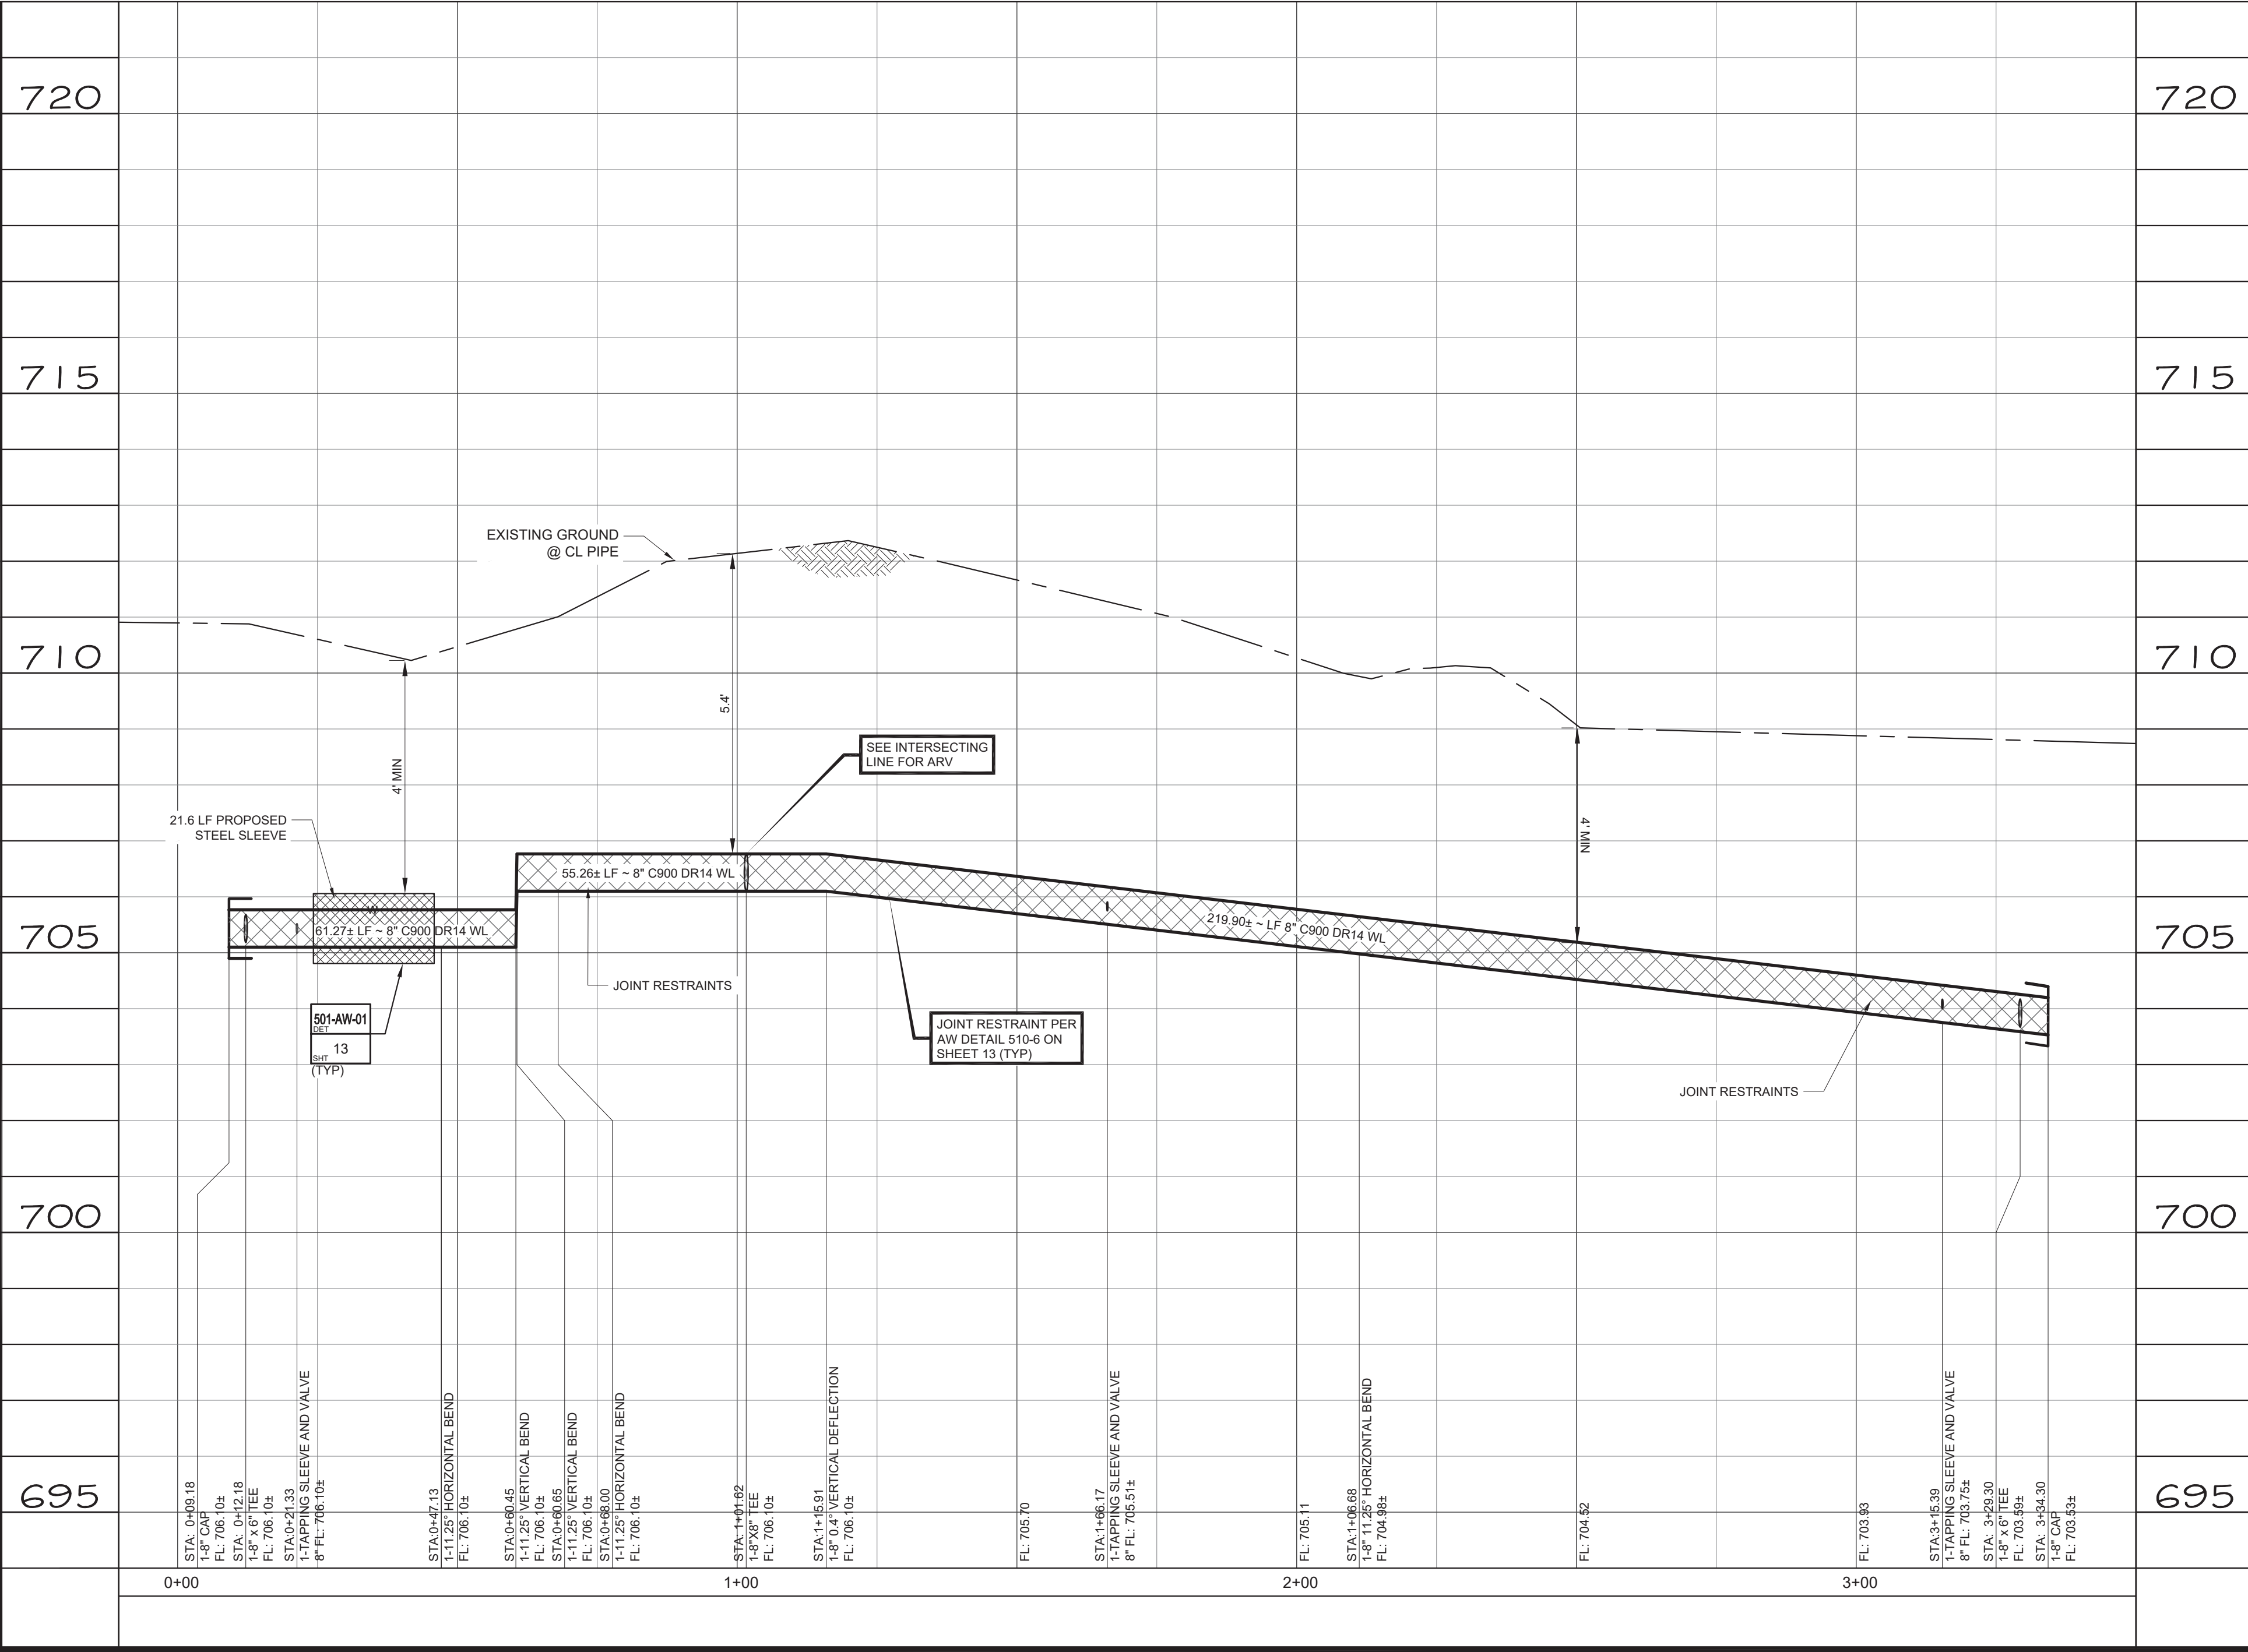 720
720
715
715
EXISTING GROUND
@ CL PIPE
710
710
5.4'
SEE INTERSECTING
LINE FOR ARV
4' MIN
4' MIN
21.6 LF PROPOSED
STEEL SLEEVE
55.26± LF ~ 8" C900 DR14 WL
219.90± ~ LF 8" C900 DR14 WL
61.27± LF ~ 8" C900 DR14 WL
705
705
JOINT RESTRAINTS
501-AW-01
DET
13
SHT
(TYP)
JOINT RESTRAINT PER
AW DETAIL 510-6 ON
SHEET 13 (TYP)
JOINT RESTRAINTS
700
700
695
695
STA: 0+09.18
1-8" CAP
FL: 706.10±
STA: 0+12.18
1-8" x 6" TEE
FL: 706.10±
STA:0+21.33
1-TAPPING SLEEVE AND VALVE
8" FL: 706.10±
STA:0+47.13
1-11.25° HORIZONTAL BEND
FL: 706.10±
STA:0+60.45
1-11.25° VERTICAL BEND
FL: 706.10±
STA:0+60.65
1-11.25° VERTICAL BEND
FL: 706.10±
STA:0+68.00
1-11.25° HORIZONTAL BEND
FL: 706.10±
STA: 1+01.62
1-8"X8" TEE
FL: 706.10±
STA:1+15.91
1-8" 0.4° VERTICAL DEFLECTION
FL: 706.10±
FL: 705.70
STA:1+66.17
1-TAPPING SLEEVE AND VALVE
8" FL: 705.51±
FL: 705.11
STA:1+06.68
1-8" 11.25° HORIZONTAL BEND
FL: 704.98±
FL: 704.52
FL: 703.93
STA:3+15.39
1-TAPPING SLEEVE AND VALVE
8" FL: 703.75±
STA: 3+29.30
1-8" x 6" TEE
FL: 703.59±
STA: 3+34.30
1-8" CAP
FL: 703.53±
0+00
1+00
2+00
3+00